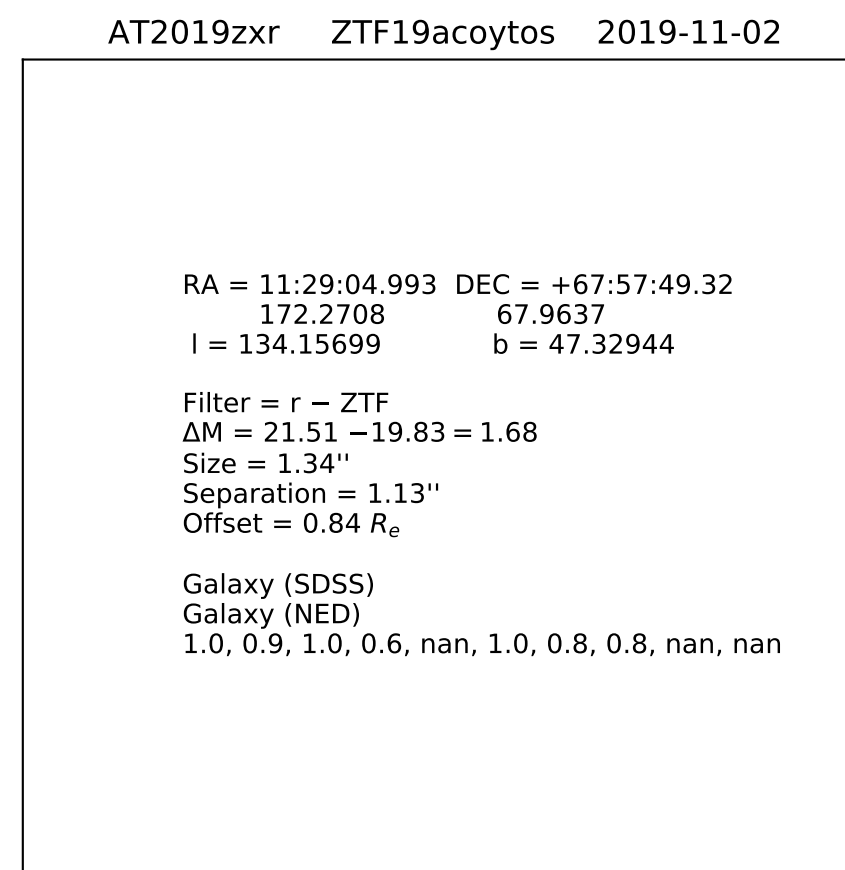 AT2019zxr ZTF19acoytos 2019-11-02
RA = 11:29:04.993 DEC = +67:57:49.32
172.2708 67.9637
l = 134.15699 b = 47.32944
Filter = r − ZTF
ΔM = 21.51 −19.83 = 1.68
Size = 1.34''
Separation = 1.13''
Offset = 0.84 Re
Galaxy (SDSS)
Galaxy (NED)
1.0, 0.9, 1.0, 0.6, nan, 1.0, 0.8, 0.8, nan, nan